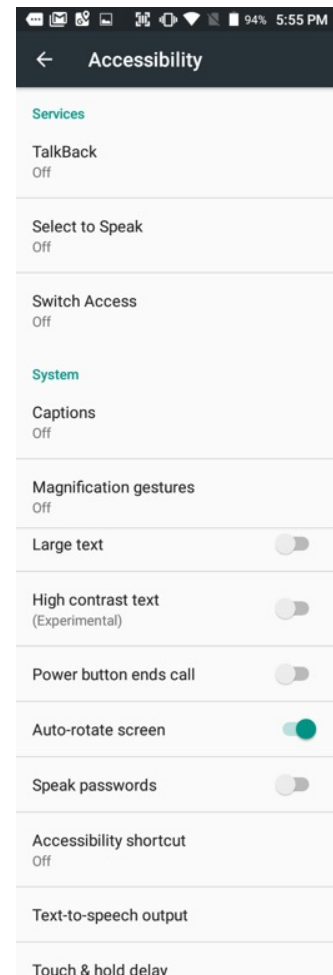 94% 5:55 PM
Accessibility
Services
TalkBack
Off
Select to Speak
Off
Switch Access
Off
System
Captions
Off
Magnification gestures
Off
Large text
High contrast text
(Experimental)
Power button ends call
Auto-rotate screen
Speak passwords
Accessibility shortcut
Off
Text-to-speech output
Touch & hold delay